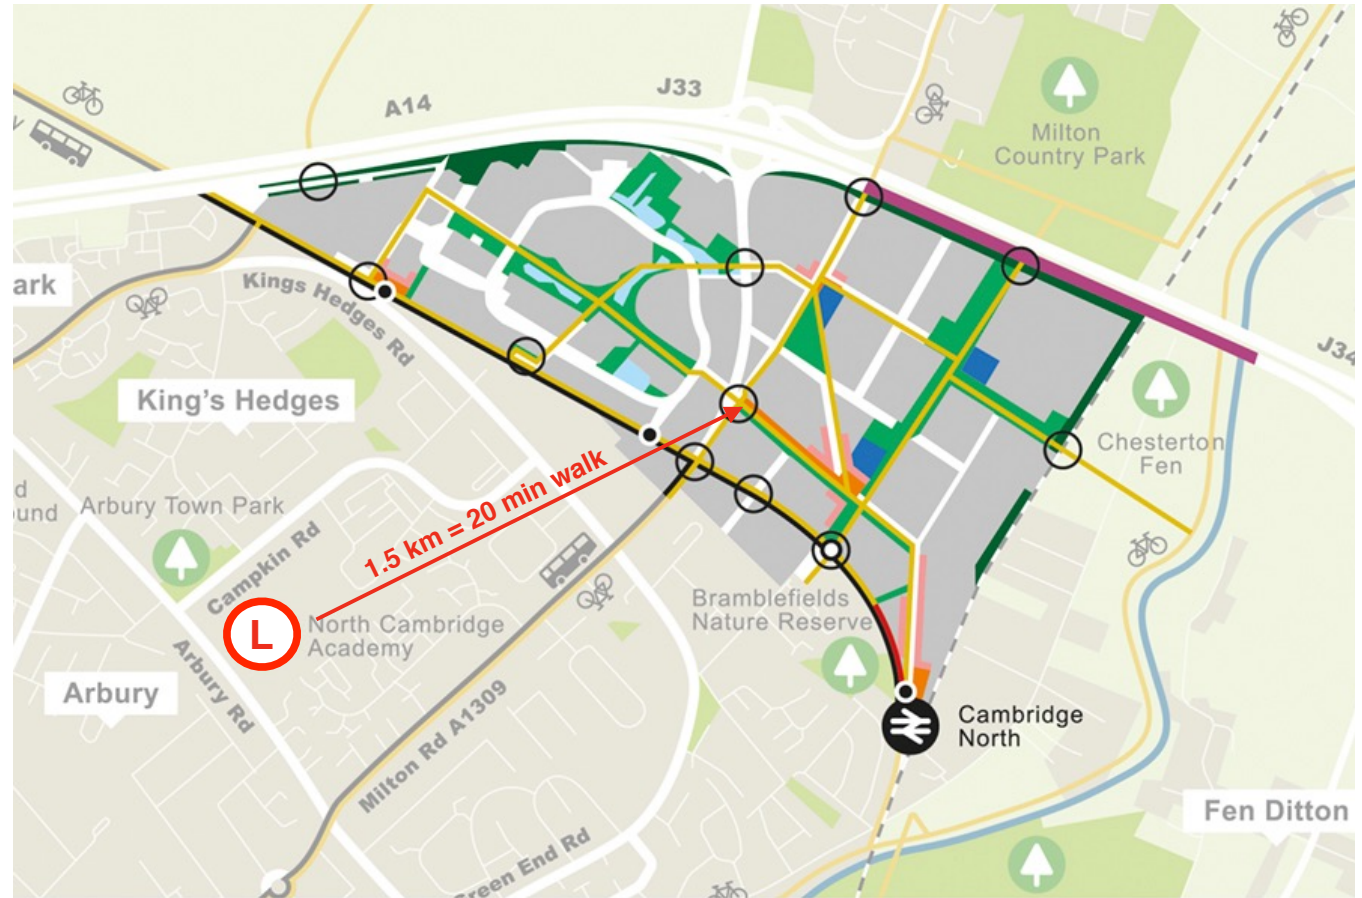 J33
A14
Milton
Country Park
ark
Kings Hedges Rd
J34
King's Hedges
Chesterton
Fen
d
ound
Arbury Town Park
1.5 km = 20 min walk
Campkin Rd
L
North Cambridge
Academy
Bramblefields
Nature Reserve
Arbury Rd
Arbury
Milton Rd A1309
Cambridge
North
Fen Ditton
Green End Rd